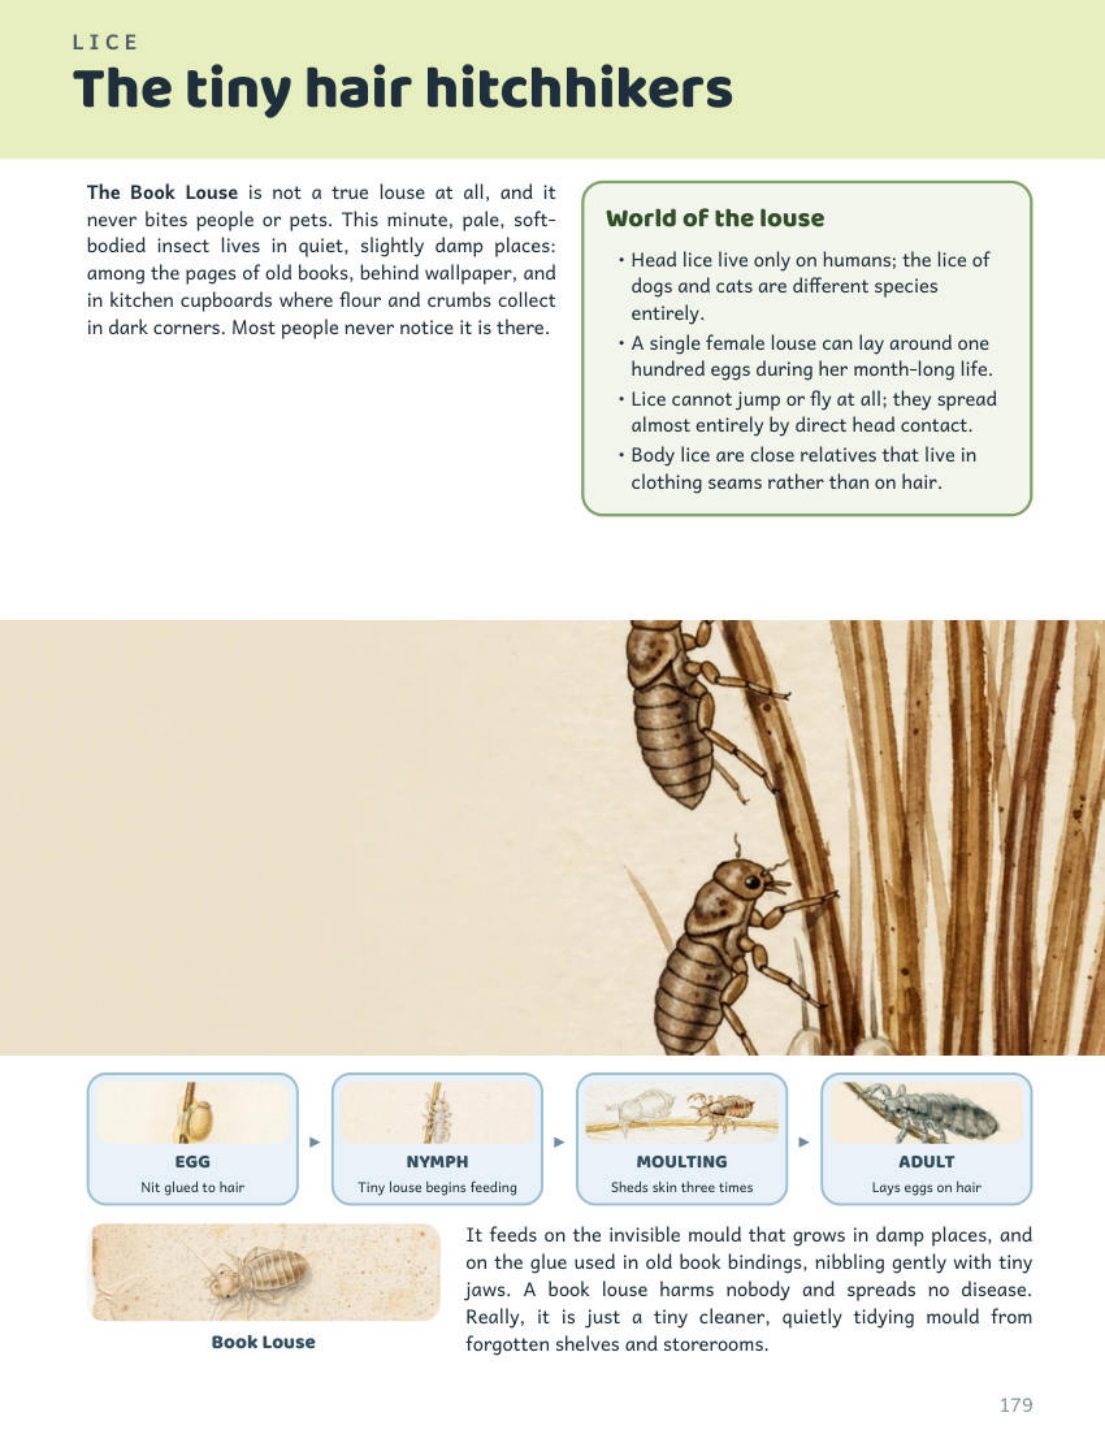 LICE
The tiny hair hitchhikers
The Book Louse is not a true louse at all, and it
never bites people or pets. This minute, pale, soft-
bodied insect lives in quiet, slightly damp places:
among the pages of old books, behind wallpaper, and
in kitchen cupboards where flour and crumbs collect
in dark corners. Most people never notice it is there.
World of the louse
• Head lice live only on humans; the lice of
dogs and cats are different species
entirely.
• A single female louse can lay around one
hundred eggs during her month-long life.
• Lice cannot jump or fly at all; they spread
almost entirely by direct head contact.
• Body lice are close relatives that live in
clothing seams rather than on hair.
EGG
Nit glued to hair
NYMPH
Tiny louse begins feeding
MOULTING
Sheds skin three times
ADULT
Lays eggs on hair
Book Louse
It feeds on the invisible mould that grows in damp places, and
on the glue used in old book bindings, nibbling gently with tiny
jaws. A book louse harms nobody and spreads no disease.
Really, it is just a tiny cleaner, quietly tidying mould from
forgotten shelves and storerooms.
179